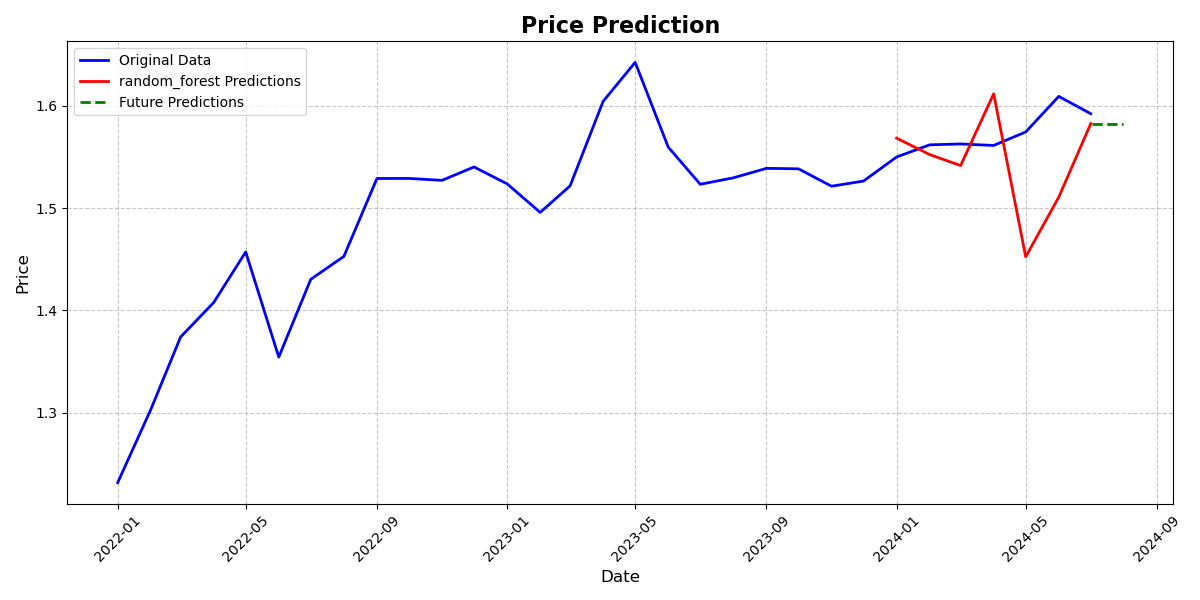 Price Prediction
Original Data
random_forest Predictions
Future Predictions
Price
1.6
1.5
1.4
1.3
2022-01
2022-05
2022-09
2023-01
2023-05
2023-09
2024-01
2024-05
2024-09
Date